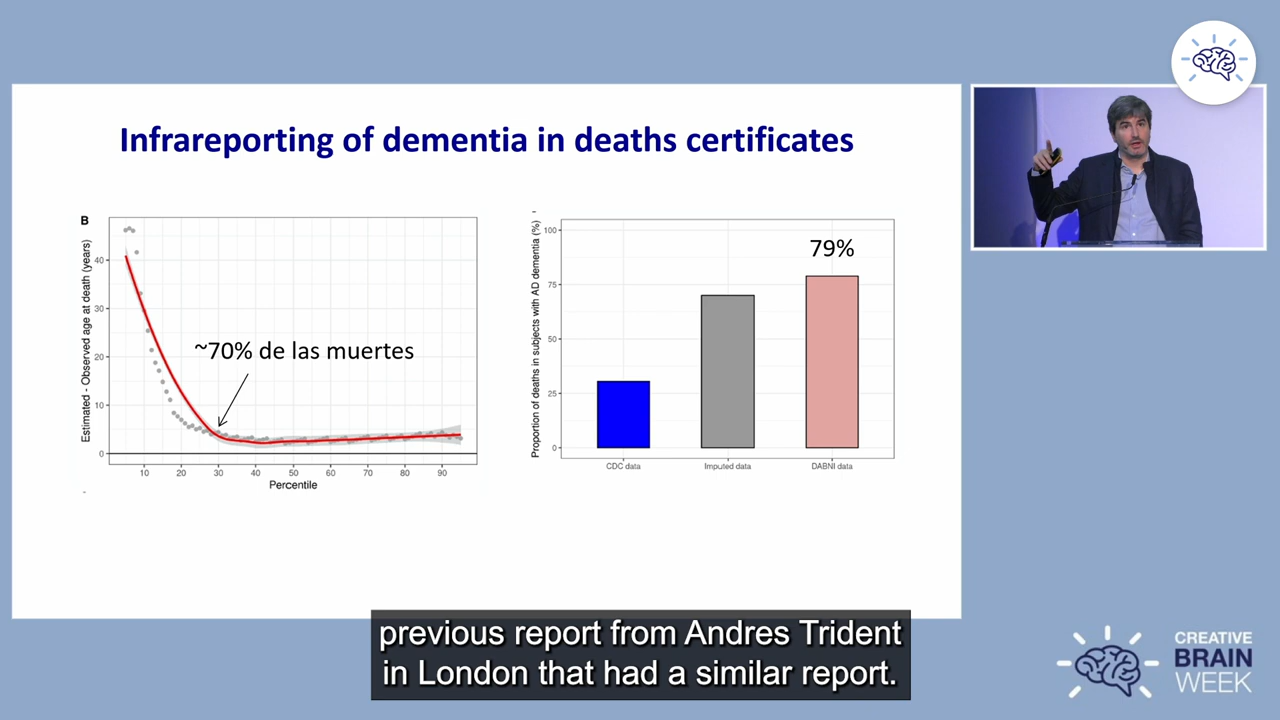 Infrareporting of dementia in deaths certificates
B
Estimated - Observed age at death (years)
40
30
20
10
0
~70% de las muertes
10 20 30 40 50 60 70 80 90
Percentile
Proportion of deaths in subjects with AD dementia (%)
100
75
50
25
0
79%
CDC data Imputed data DABNI data
previous report from Andres Trident
in London that had a similar report.
CREATIVE
BRAIN
WEEK